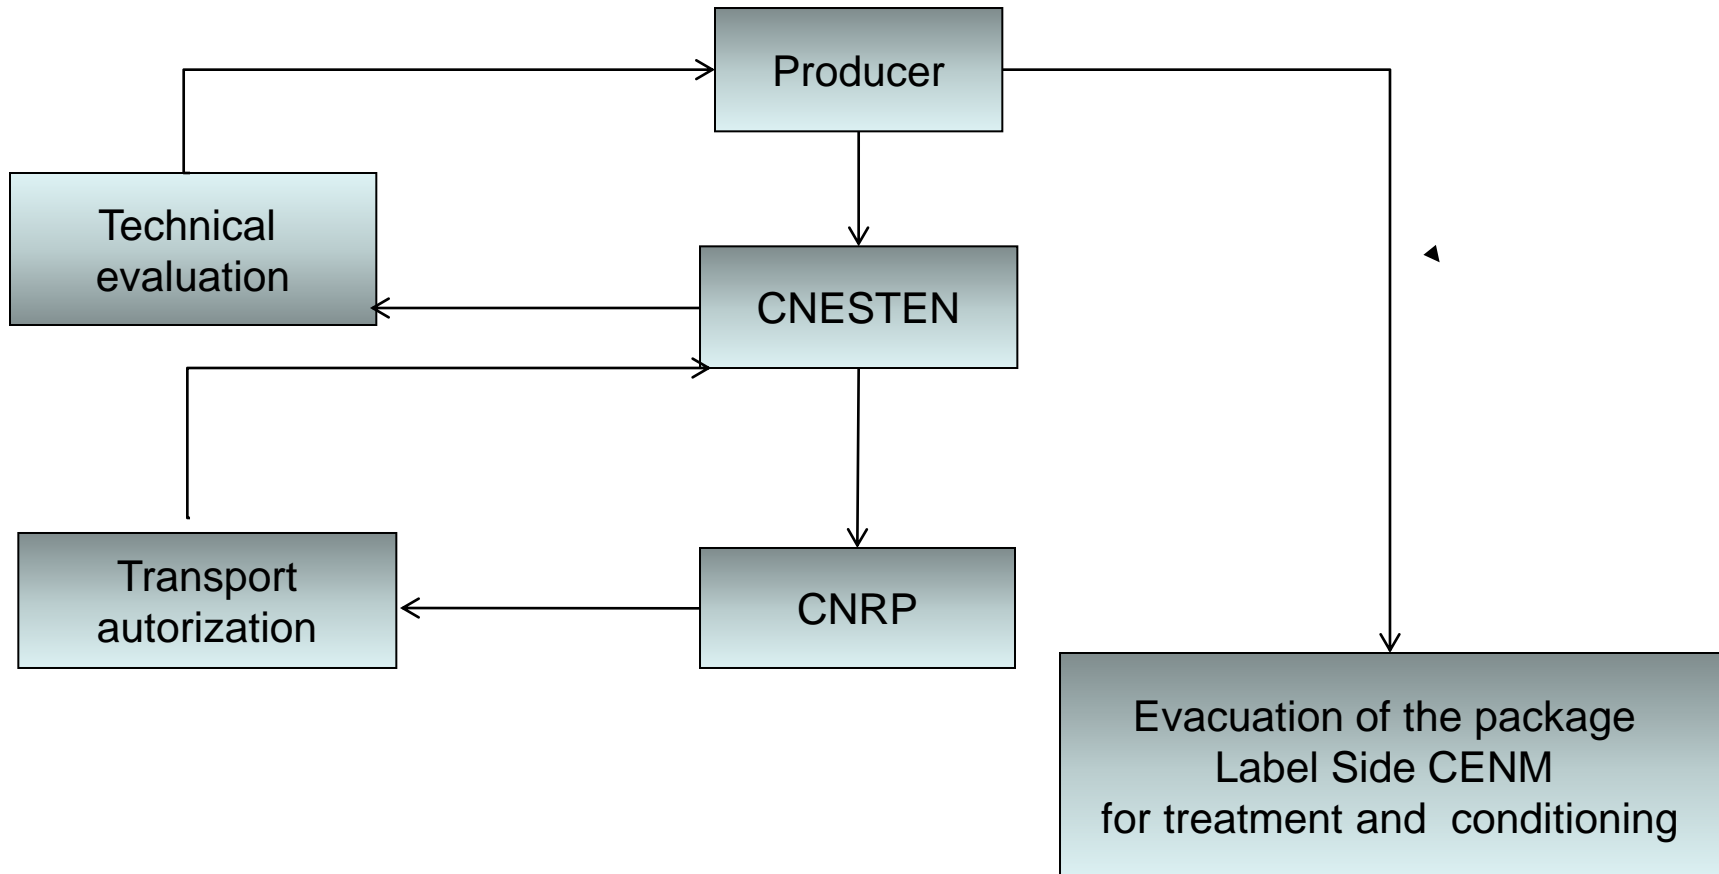 Producer
Technical
evaluation
CNESTEN
Transport
autorization
CNRP
Evacuation of the package
Label Side CENM
for treatment and conditioning